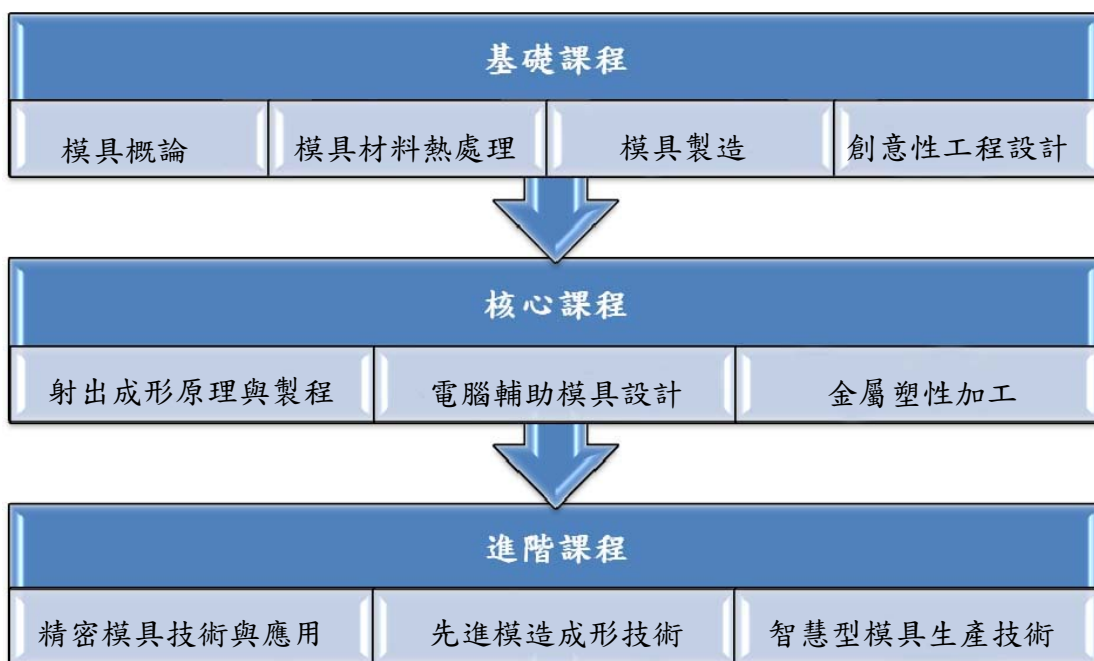 基礎課程
模具概論 模具材料熱處理 模具製造 創意性工程設計
核心課程
射出成形原理與製程 電腦輔助模具設計 金屬塑性加工
進階課程
精密模具技術與應用 先進模造成形技術 智慧型模具生產技術